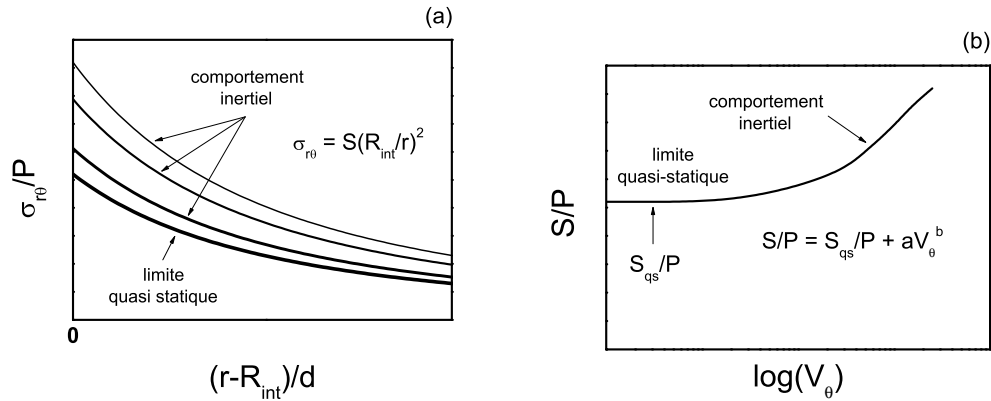 (a)
σrθ/P
comportement
inertiel
σrθ = S(Rint/r)²
limite
quasi statique
0
(r-Rint)/d
(b)
S/P
comportement
inertiel
limite
quasi-statique
S/P = Sqs/P + aVθᵇ
Sqs/P
log(Vθ)